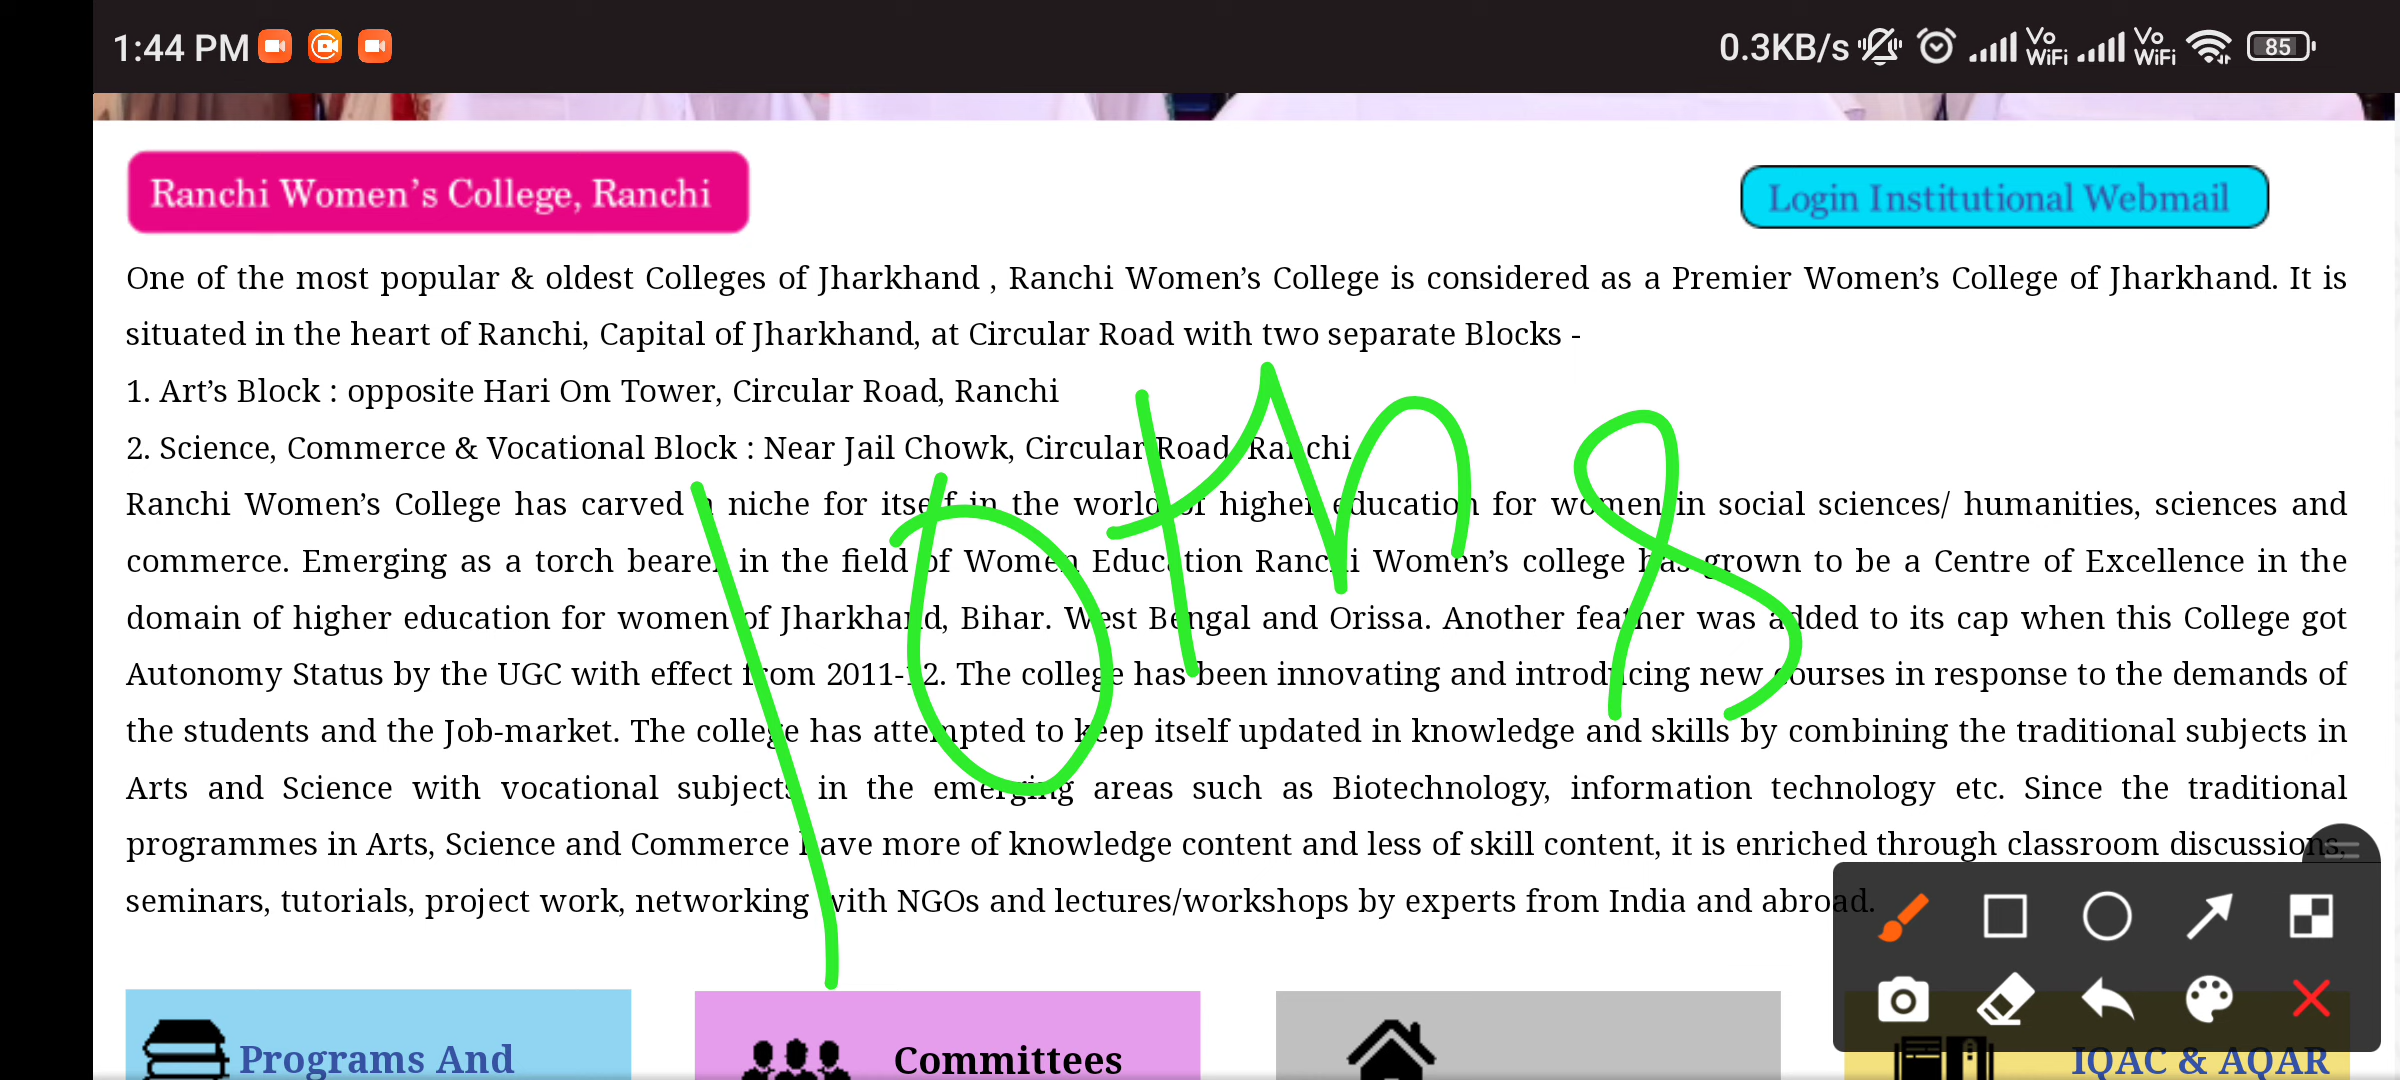 1:44 PM
0.3KB/s
Vo WiFi
Vo WiFi
85
Ranchi Women's College, Ranchi
Login Institutional Webmail
One of the most popular & oldest Colleges of Jharkhand , Ranchi Women’s College is considered as a Premier Women’s College of Jharkhand. It is
situated in the heart of Ranchi, Capital of Jharkhand, at Circular Road with two separate Blocks -
1. Art’s Block : opposite Hari Om Tower, Circular Road, Ranchi
2. Science, Commerce & Vocational Block : Near Jail Chowk, Circular Road, Ranchi
Ranchi Women’s College has carved a niche for itself in the world of higher education for women in social sciences/ humanities, sciences and
commerce. Emerging as a torch bearer in the field of Women Education Ranchi Women’s college has grown to be a Centre of Excellence in the
domain of higher education for women of Jharkhand, Bihar. West Bengal and Orissa. Another feather was added to its cap when this College got
Autonomy Status by the UGC with effect from 2011-12. The college has been innovating and introducing new courses in response to the demands of
the students and the Job-market. The college has attempted to keep itself updated in knowledge and skills by combining the traditional subjects in
Arts and Science with vocational subjects in the emerging areas such as Biotechnology, information technology etc. Since the traditional
programmes in Arts, Science and Commerce have more of knowledge content and less of skill content, it is enriched through classroom discussions,
seminars, tutorials, project work, networking with NGOs and lectures/workshops by experts from India and abroad.
Programs And
Committees
IQAC & AQAR